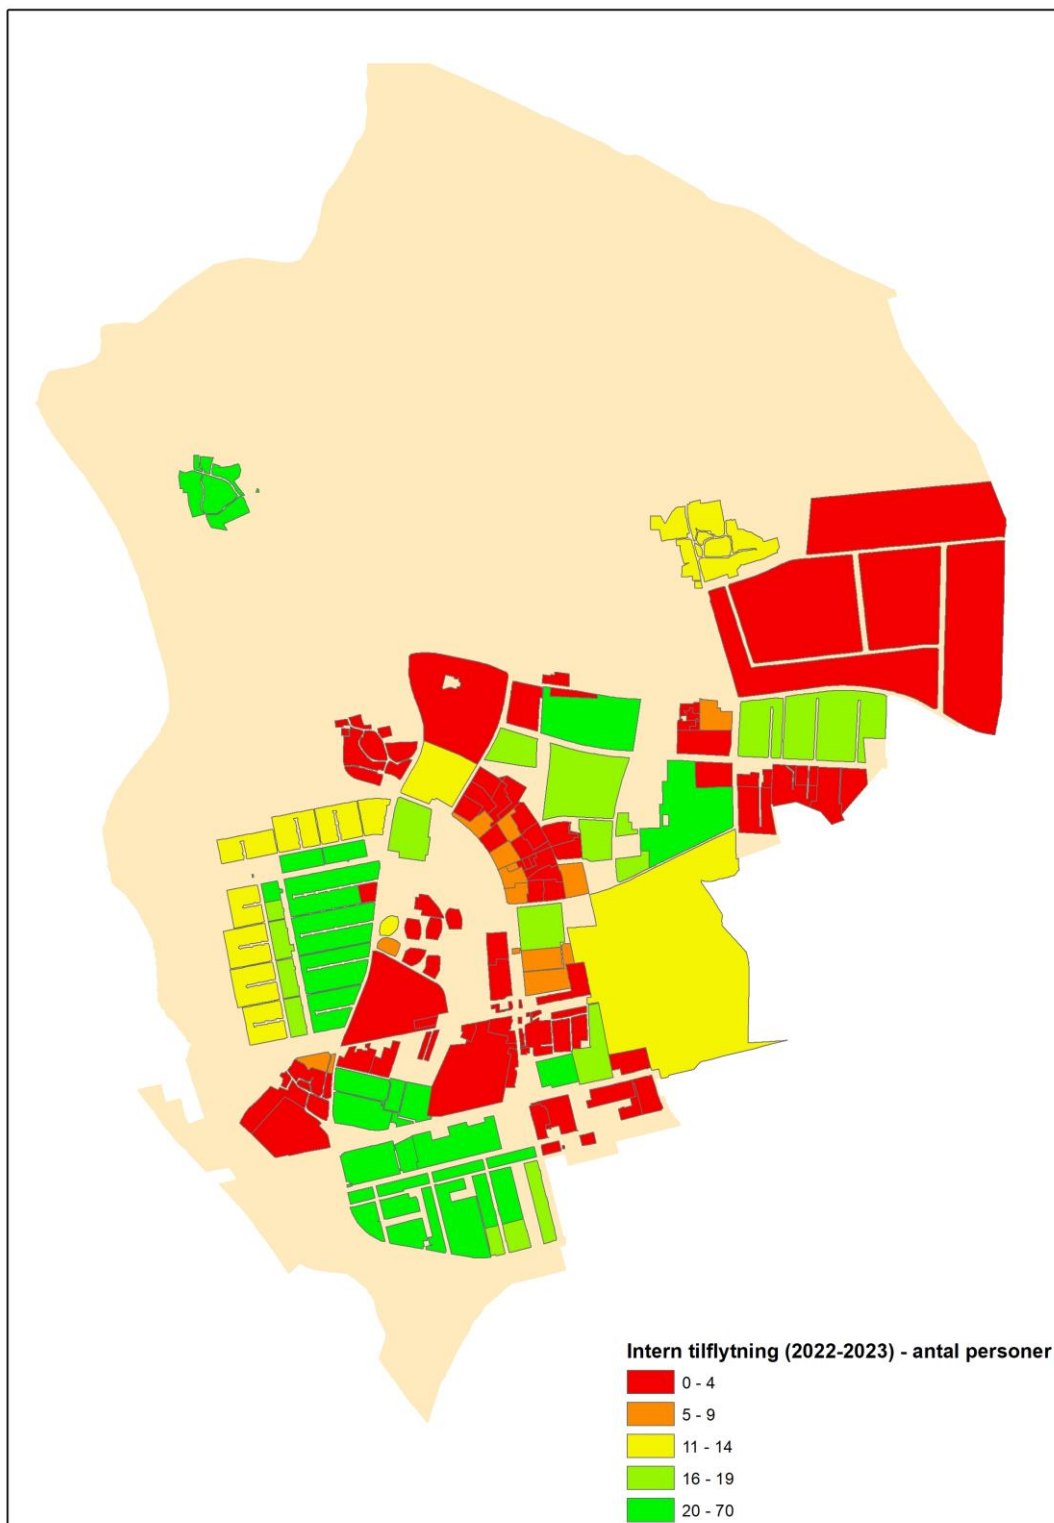 Intern tilflytning (2022-2023) - antal personer
0 - 4
5 - 9
11 - 14
16 - 19
20 - 70